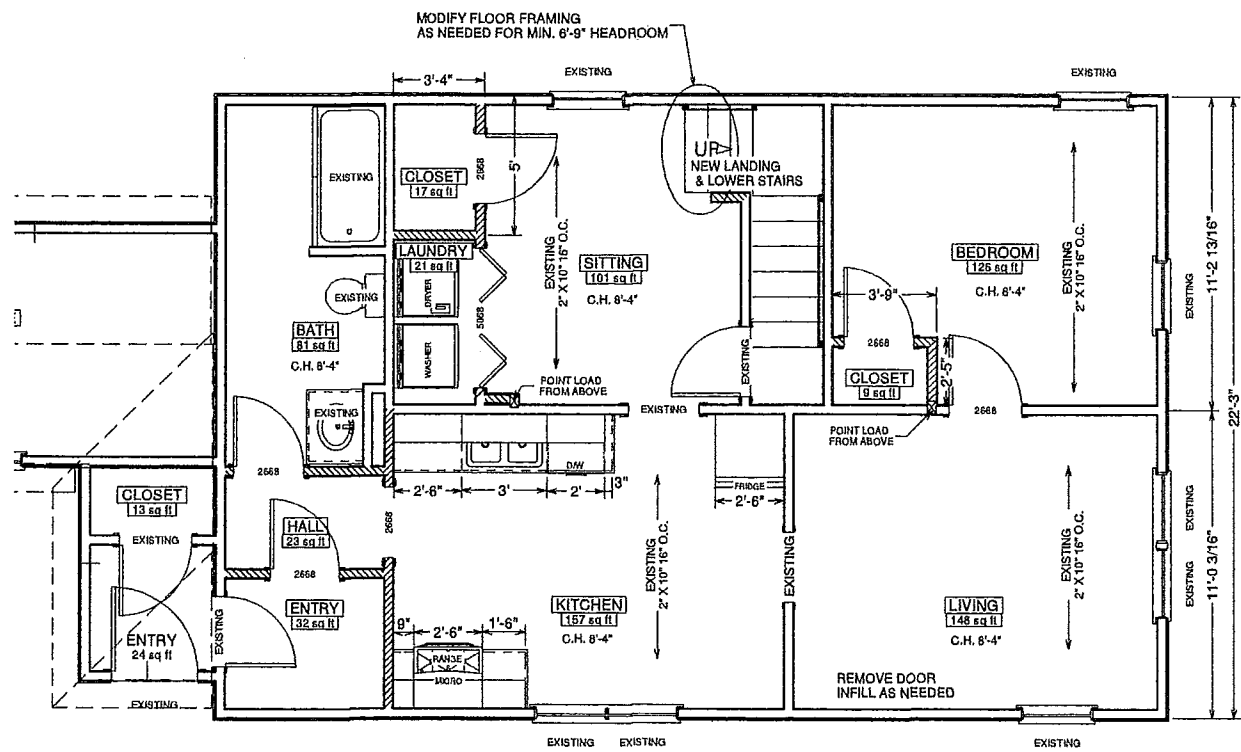 MODIFY FLOOR FRAMING
AS NEEDED FOR MIN. 6'-9" HEADROOM
3'-4"
EXISTING
EXISTING
EXISTING
CLOSET
17 sq ft
2668
5'
UP
NEW LANDING
& LOWER STAIRS
EXISTING
2" X 10" 16" O.C.
LAUNDRY
21 sq ft
DRYER
WASHER
5068
SITTING
101 sq ft
C.H. 8'-4"
EXISTING
2" X 10" 16" O.C.
BEDROOM
126 sq ft
C.H. 8'-4"
EXISTING
11'-2 13/16"
22'-3"
EXISTING
BATH
81 sq ft
C.H. 8'-4"
EXISTING
3'-9"
2668
CLOSET
9 sq ft
2'-5"
2668
EXISTING
POINT LOAD
FROM ABOVE
EXISTING
POINT LOAD
FROM ABOVE
2668
D/W
2'-6"
3'
2'
3"
FRIDGE
2'-6"
CLOSET
13 sq ft
EXISTING
HALL
23 sq ft
2668
2668
EXISTING
2" X 10" 16" O.C.
EXISTING
EXISTING
2" X 10" 16" O.C.
EXISTING
EXISTING
11'-0 3/16"
ENTRY
24 sq ft
EXISTING
EXISTING
ENTRY
32 sq ft
9"
2'-6"
1'-6"
RANGE
&
MICRO
KITCHEN
157 sq ft
C.H. 8'-4"
LIVING
148 sq ft
C.H. 8'-4"
REMOVE DOOR
INFILL AS NEEDED
EXISTING
EXISTING
EXISTING